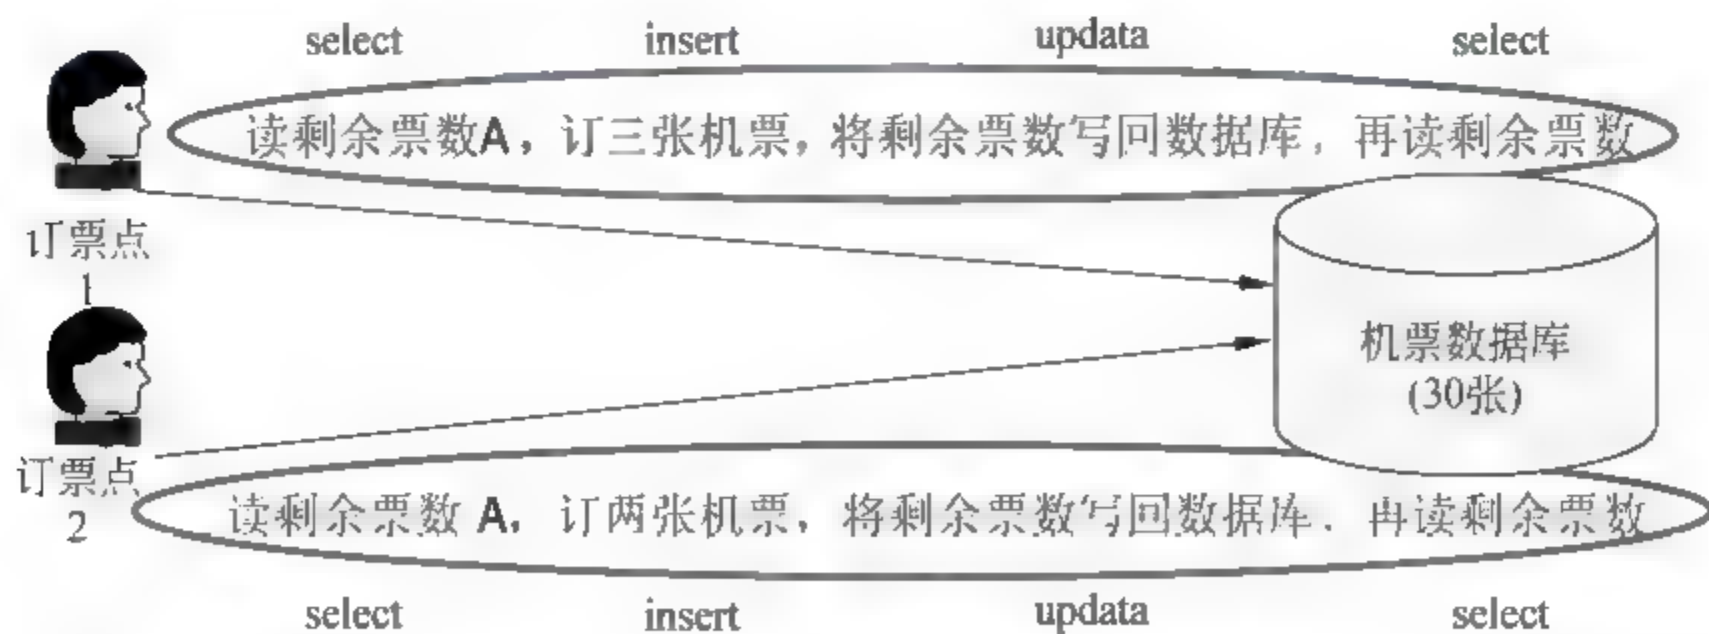 select insert updata select
读剩余票数A，订三张机票，将剩余票数写回数据库，再读剩余票数
订票点
1
机票数据库
(30张)
订票点
2
读剩余票数 A，订两张机票，将剩余票数写回数据库，再读剩余票数
select insert updata select